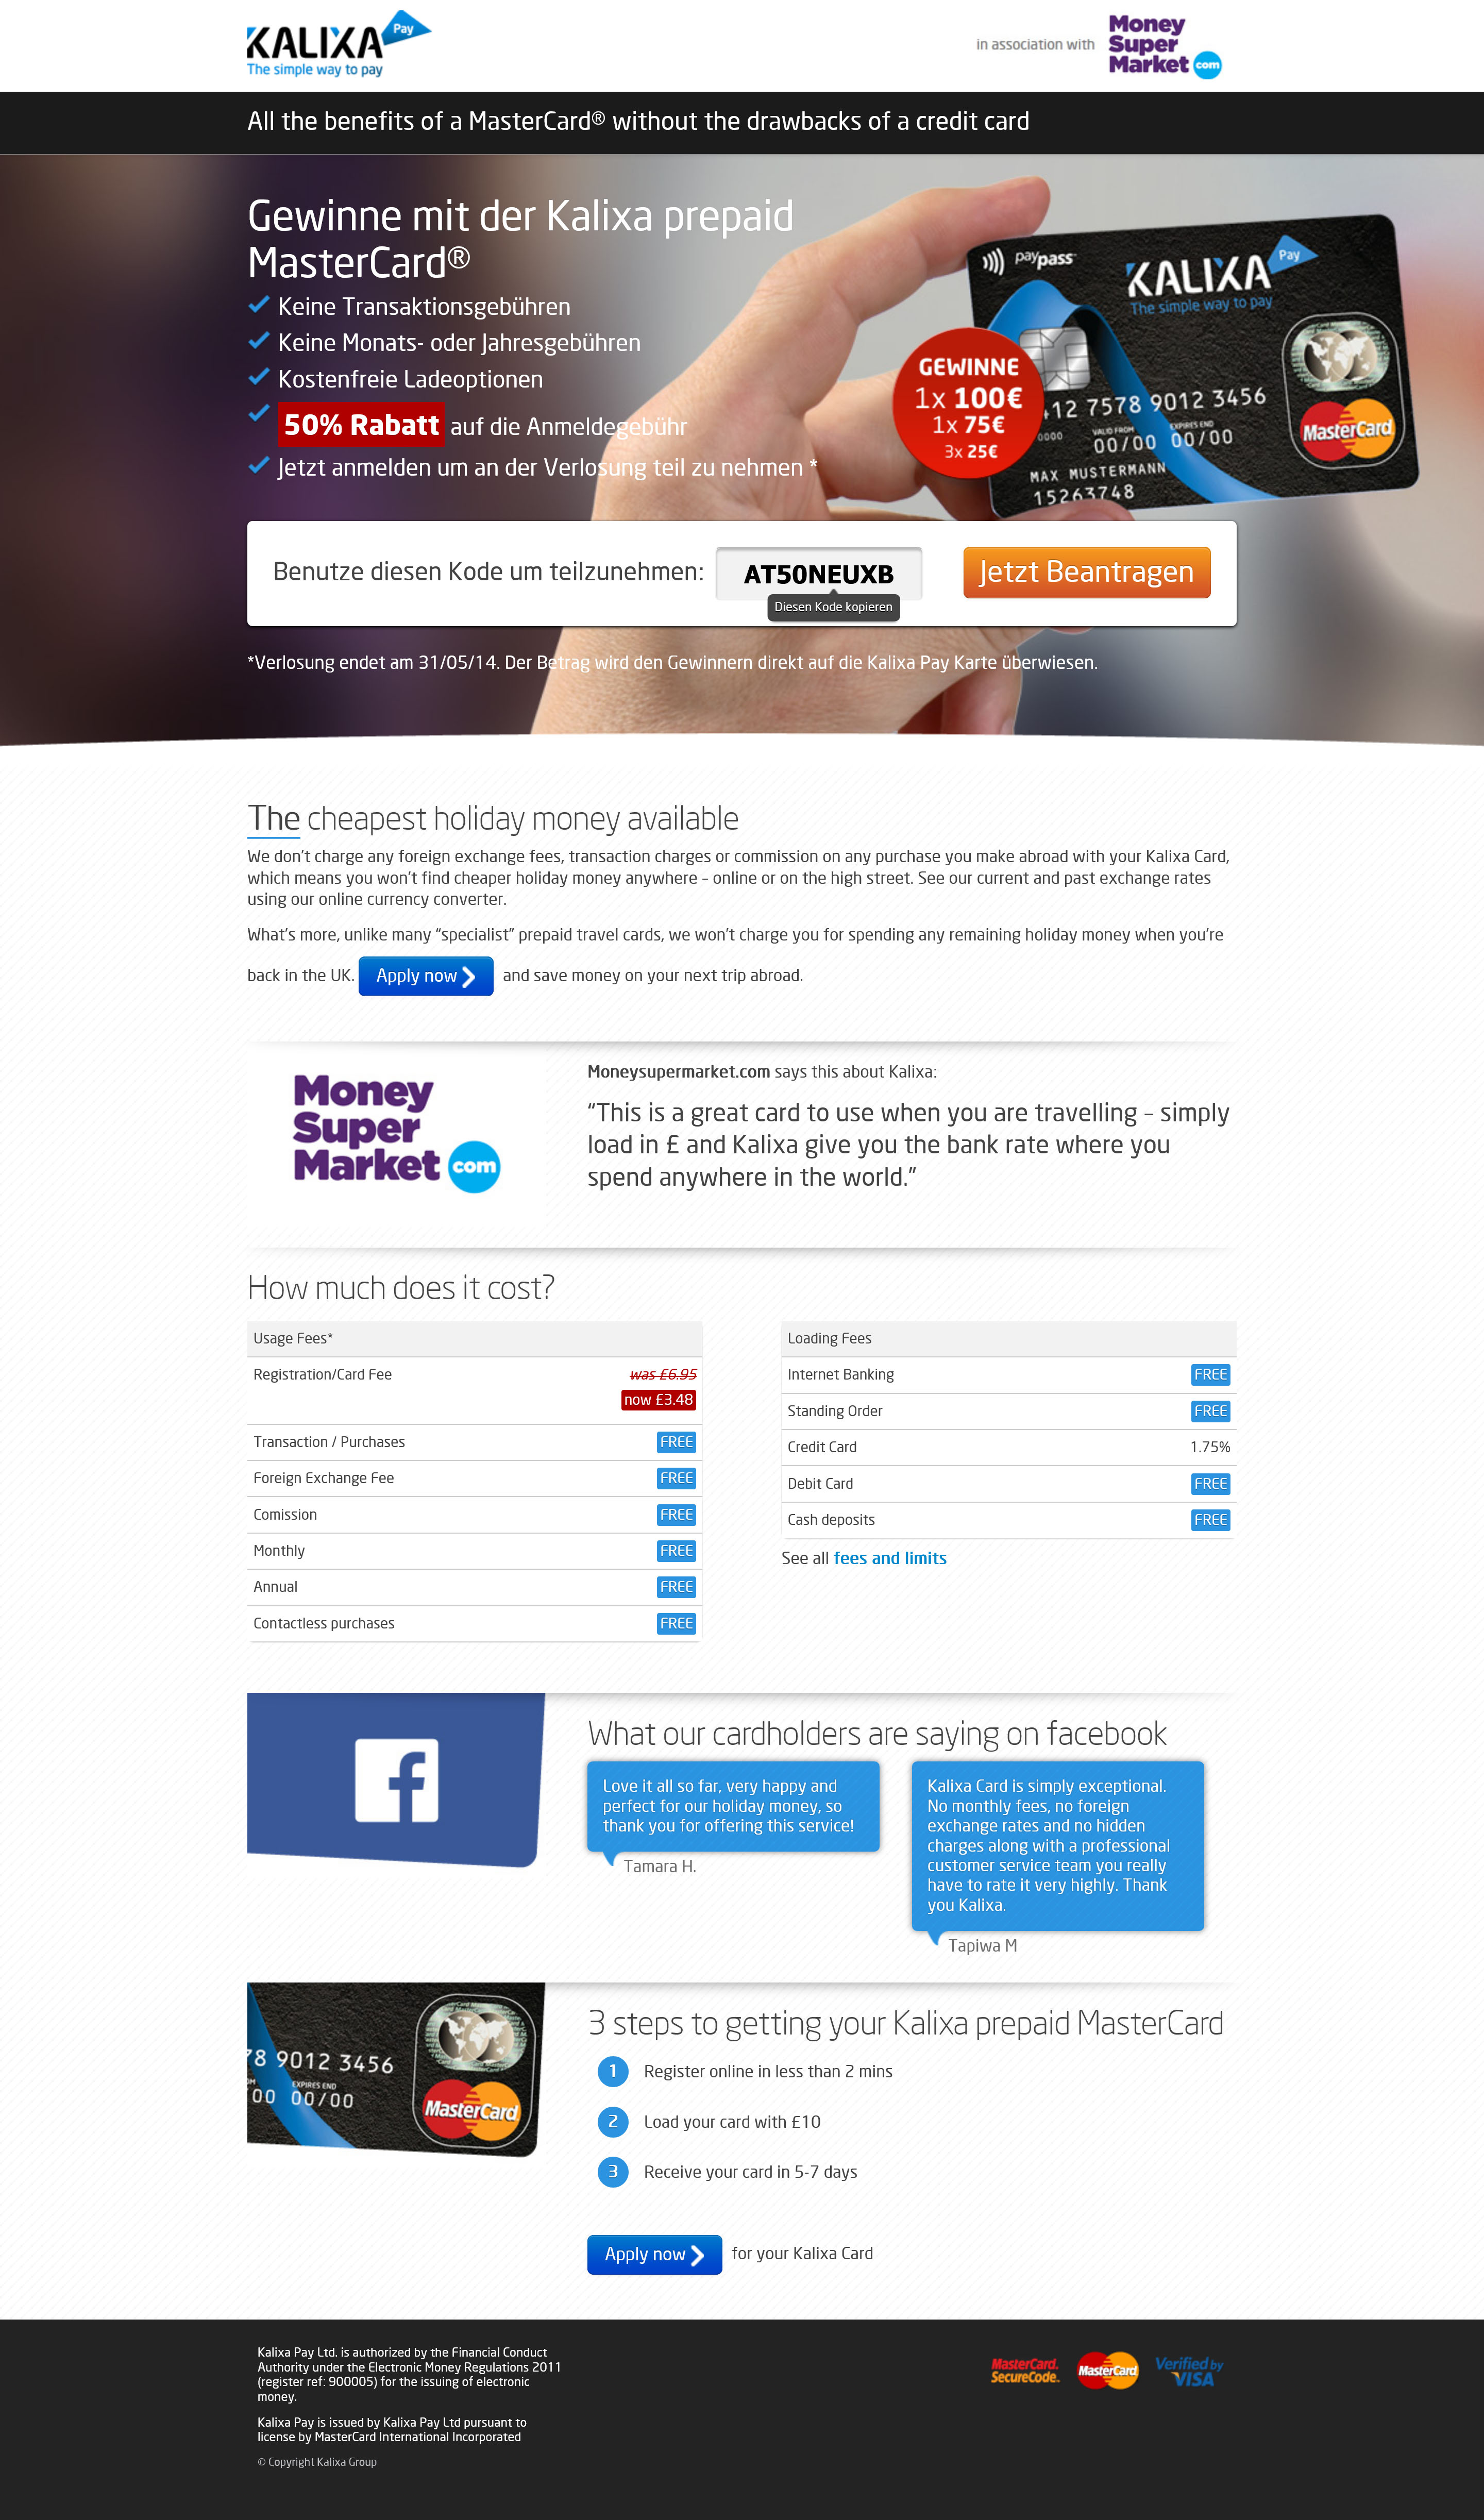 KALIXA Pay
The simple way to pay
in association with
Money
Super
Market com
All the benefits of a MasterCard® without the drawbacks of a credit card
Gewinne mit der Kalixa prepaid
MasterCard®
Keine Transaktionsgebühren
Keine Monats- oder Jahresgebühren
Kostenfreie Ladeoptionen
50% Rabatt auf die Anmeldegebühr
Jetzt anmelden um an der Verlosung teil zu nehmen *
paypass
KALIXA Pay
The simple way to pay
GEWINNE
1x 100€
1x 75€
3x 25€
12 7578 9012 3456
0000
VALID FROM 00/00 EXPIRES END 00/00
MAX MUSTERMANN
15263748
MasterCard
Benutze diesen Kode um teilzunehmen:
AT50NEUXB
Diesen Kode kopieren
Jetzt Beantragen
*Verlosung endet am 31/05/14. Der Betrag wird den Gewinnern direkt auf die Kalixa Pay Karte überwiesen.
The cheapest holiday money available
We don't charge any foreign exchange fees, transaction charges or commission on any purchase you make abroad with your Kalixa Card,
which means you won't find cheaper holiday money anywhere – online or on the high street. See our current and past exchange rates
using our online currency converter.
What's more, unlike many “specialist” prepaid travel cards, we won't charge you for spending any remaining holiday money when you're
back in the UK. Apply now and save money on your next trip abroad.
Money
Super
Market com
Moneysupermarket.com says this about Kalixa:
“This is a great card to use when you are travelling – simply
load in £ and Kalixa give you the bank rate where you
spend anywhere in the world.”
How much does it cost?
Usage Fees*
Registration/Card Fee was £6.95
now £3.48
Transaction / Purchases FREE
Foreign Exchange Fee FREE
Comission FREE
Monthly FREE
Annual FREE
Contactless purchases FREE
Loading Fees
Internet Banking FREE
Standing Order FREE
Credit Card 1.75%
Debit Card FREE
Cash deposits FREE
See all fees and limits
What our cardholders are saying on facebook
Love it all so far, very happy and
perfect for our holiday money, so
thank you for offering this service!
Tamara H.
Kalixa Card is simply exceptional.
No monthly fees, no foreign
exchange rates and no hidden
charges along with a professional
customer service team you really
have to rate it very highly. Thank
you Kalixa.
Tapiwa M
78 9012 3456
EXPIRES END
00 00/00
MasterCard
3 steps to getting your Kalixa prepaid MasterCard
1 Register online in less than 2 mins
2 Load your card with £10
3 Receive your card in 5-7 days
Apply now for your Kalixa Card
Kalixa Pay Ltd. is authorized by the Financial Conduct
Authority under the Electronic Money Regulations 2011
(register ref: 900005) for the issuing of electronic
money.
Kalixa Pay is issued by Kalixa Pay Ltd pursuant to
license by MasterCard International Incorporated
© Copyright Kalixa Group
MasterCard.
SecureCode.
MasterCard
Verified by
VISA